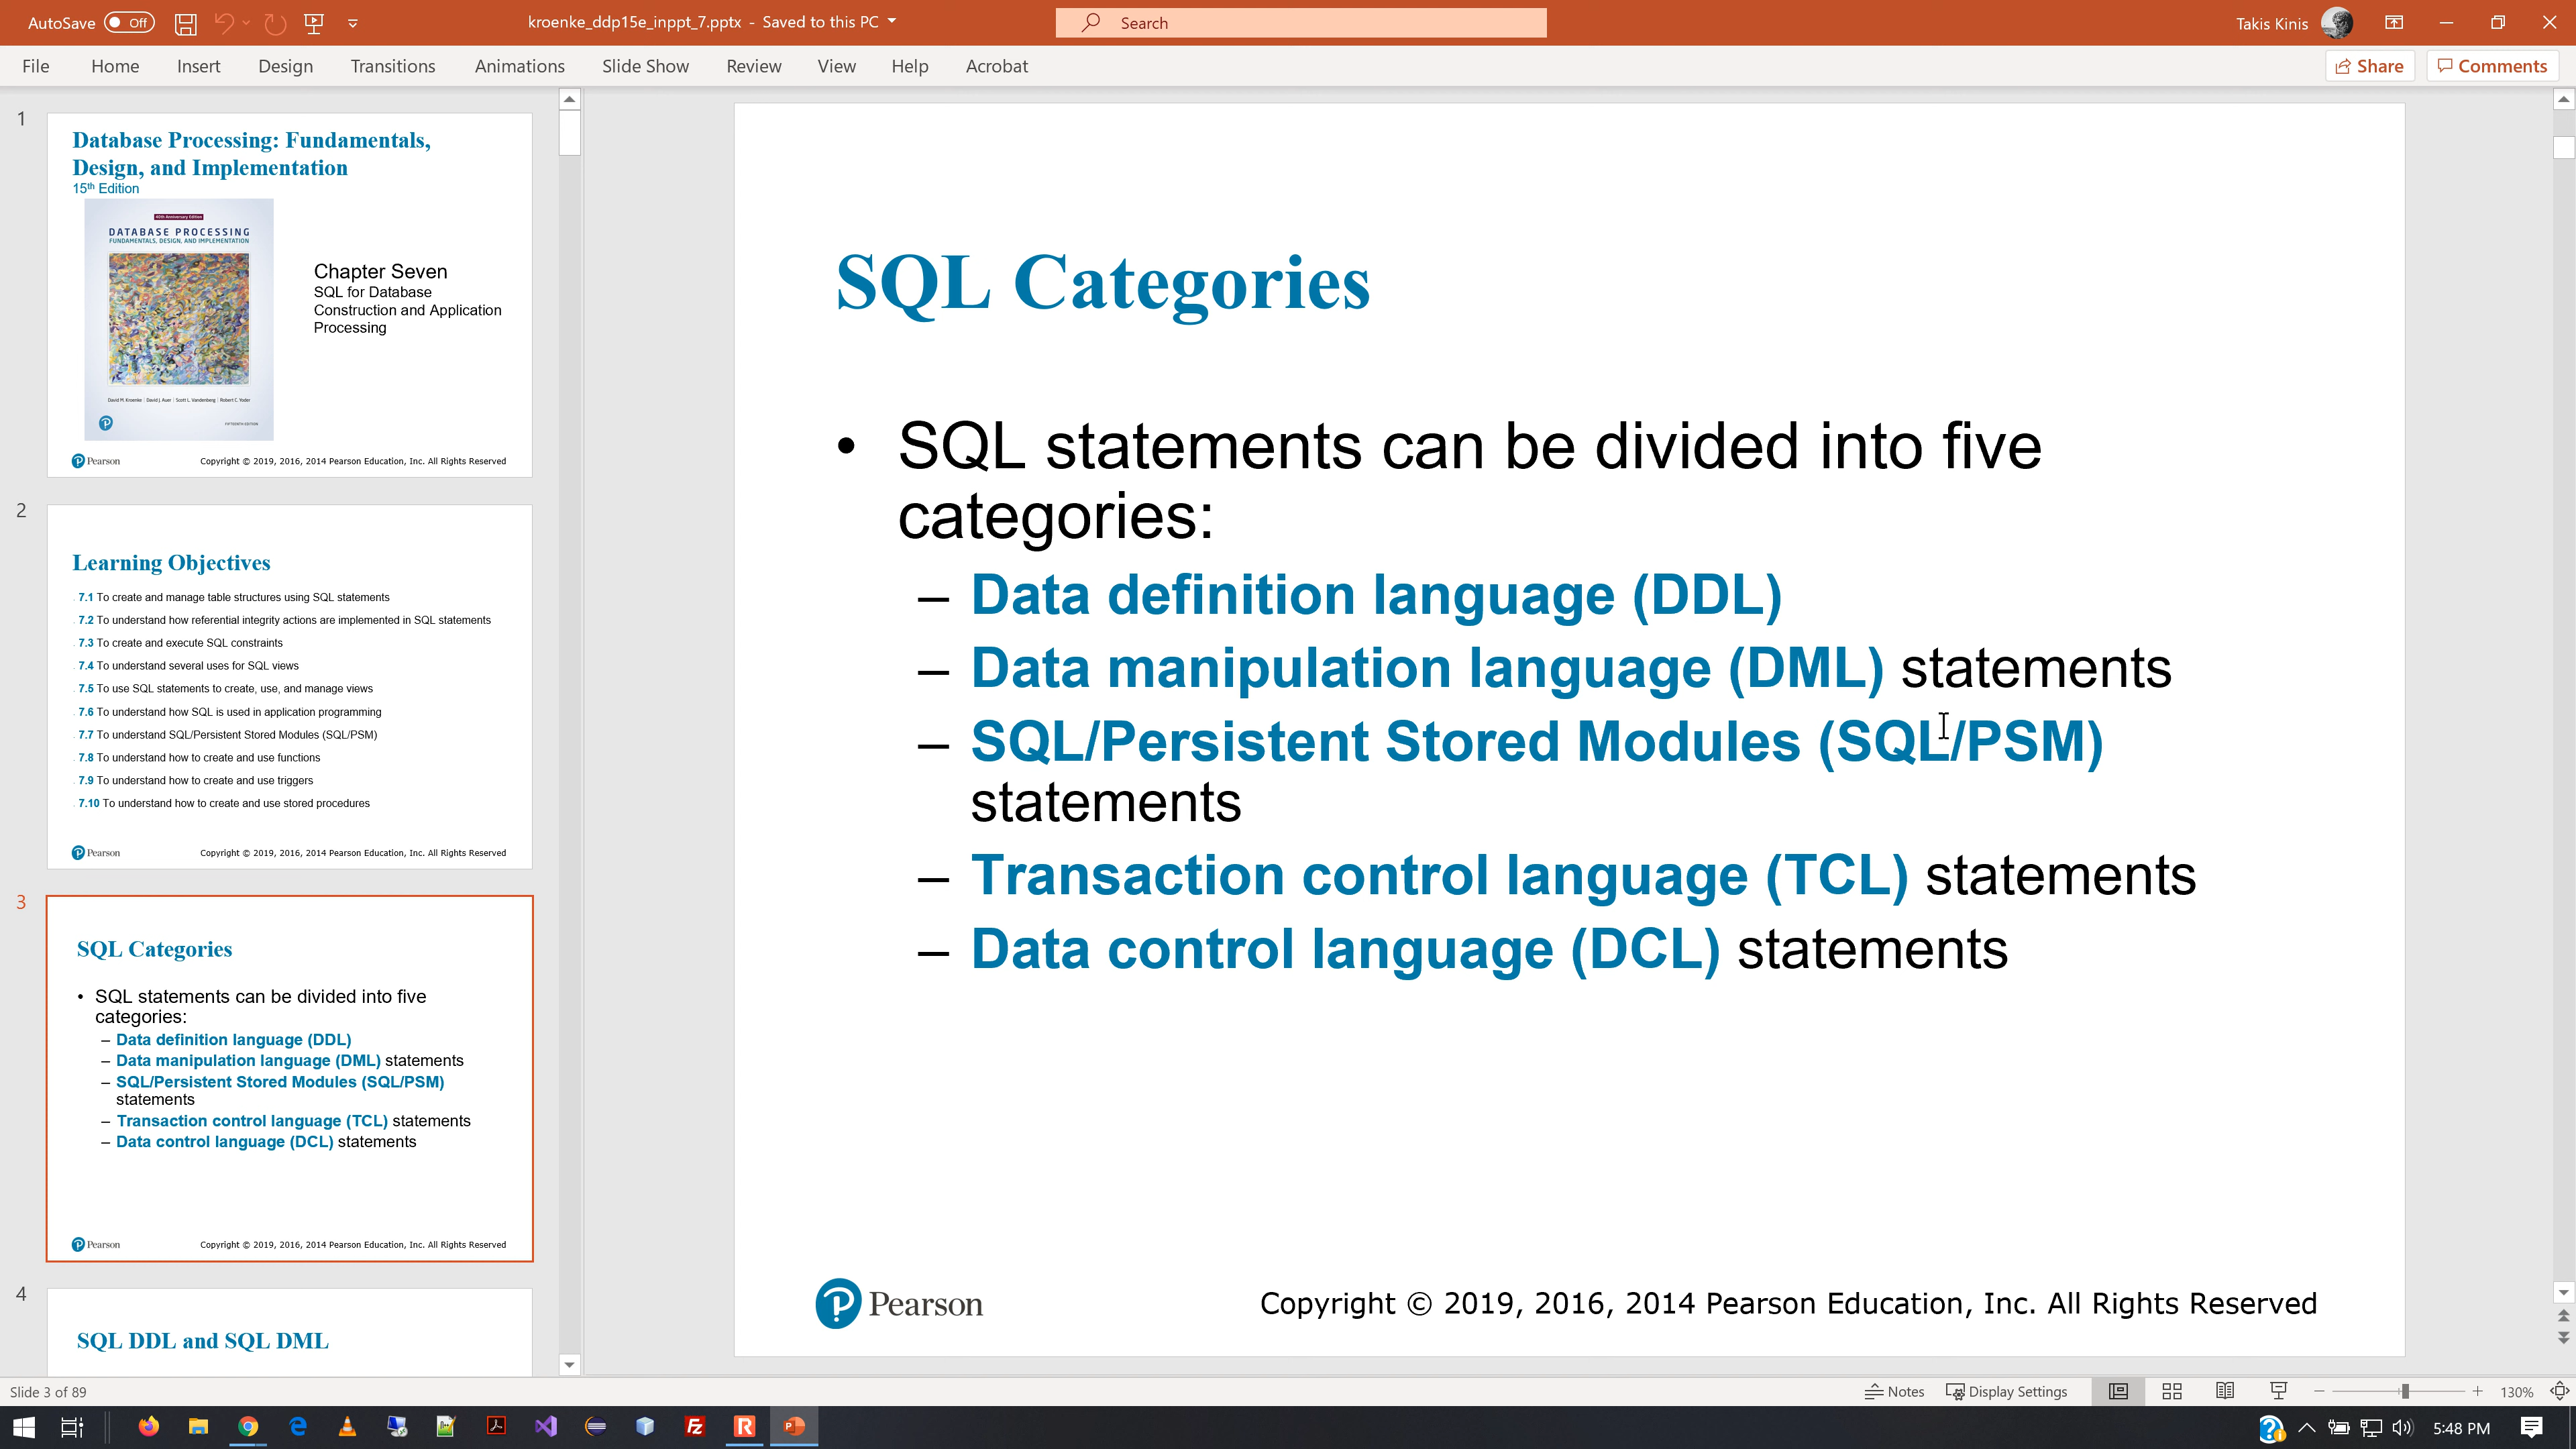 AutoSave Off
kroenke_ddp15e_inppt_7.pptx - Saved to this PC
Search
Takis Kinis
File Home Insert Design Transitions Animations Slide Show Review View Help Acrobat
Share Comments
1
Database Processing: Fundamentals,
Design, and Implementation
15th Edition
40th Anniversary Edition
DATABASE PROCESSING
FUNDAMENTALS, DESIGN, AND IMPLEMENTATION
David M. Kroenke | David J. Auer | Scott L. Vandenberg | Robert C. Yoder
FIFTEENTH EDITION
Chapter Seven
SQL for Database
Construction and Application
Processing
Pearson
Copyright © 2019, 2016, 2014 Pearson Education, Inc. All Rights Reserved
2
Learning Objectives
7.1 To create and manage table structures using SQL statements
7.2 To understand how referential integrity actions are implemented in SQL statements
7.3 To create and execute SQL constraints
7.4 To understand several uses for SQL views
7.5 To use SQL statements to create, use, and manage views
7.6 To understand how SQL is used in application programming
7.7 To understand SQL/Persistent Stored Modules (SQL/PSM)
7.8 To understand how to create and use functions
7.9 To understand how to create and use triggers
7.10 To understand how to create and use stored procedures
Pearson
Copyright © 2019, 2016, 2014 Pearson Education, Inc. All Rights Reserved
3
SQL Categories
• SQL statements can be divided into five
categories:
– Data definition language (DDL)
– Data manipulation language (DML) statements
– SQL/Persistent Stored Modules (SQL/PSM)
statements
– Transaction control language (TCL) statements
– Data control language (DCL) statements
Pearson
Copyright © 2019, 2016, 2014 Pearson Education, Inc. All Rights Reserved
4
SQL DDL and SQL DML
SQL Categories
• SQL statements can be divided into five
categories:
– Data definition language (DDL)
– Data manipulation language (DML) statements
– SQL/Persistent Stored Modules (SQL/PSM)
statements
– Transaction control language (TCL) statements
– Data control language (DCL) statements
Pearson
Copyright © 2019, 2016, 2014 Pearson Education, Inc. All Rights Reserved
Slide 3 of 89
Notes Display Settings 130%
5:48 PM